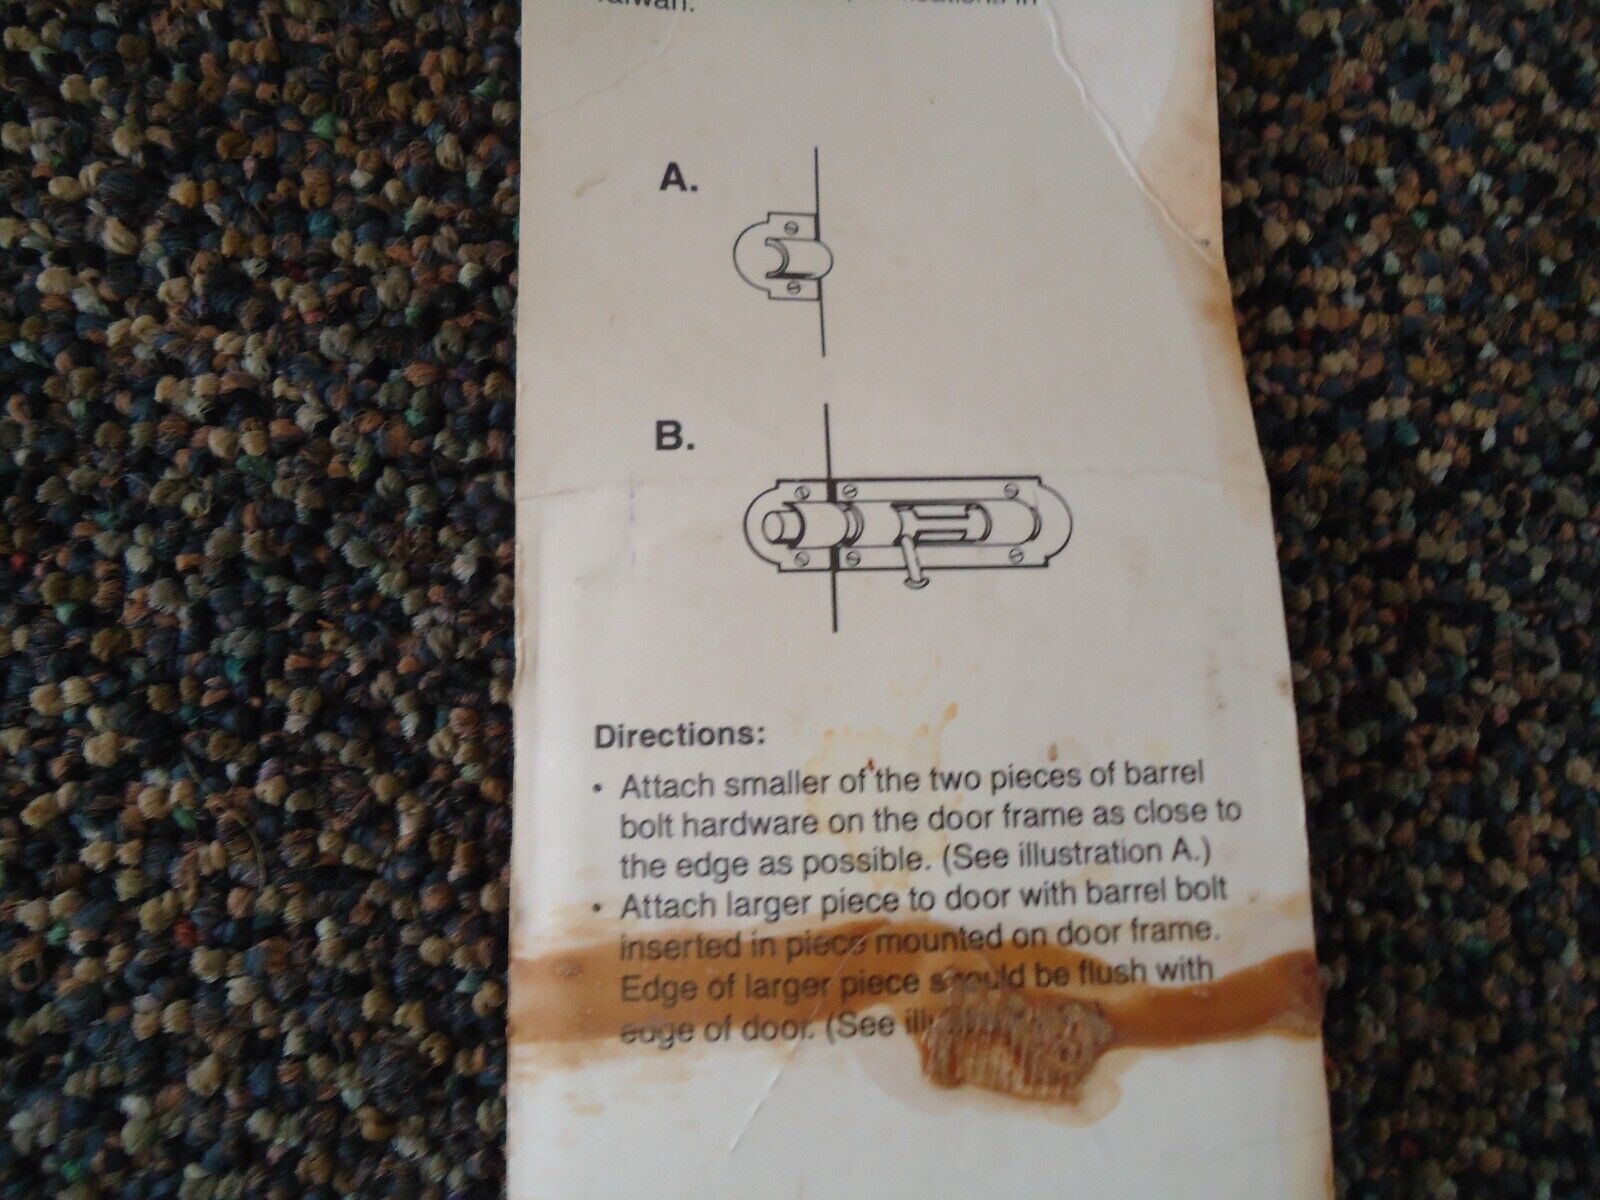 Taiwan.
in
A.
B.
Directions:
• Attach smaller of the two pieces of barrel
bolt hardware on the door frame as close to
the edge as possible. (See illustration A.)
• Attach larger piece to door with barrel bolt
inserted in piece mounted on door frame.
Edge of larger piece should be flush with
edge of door. (See